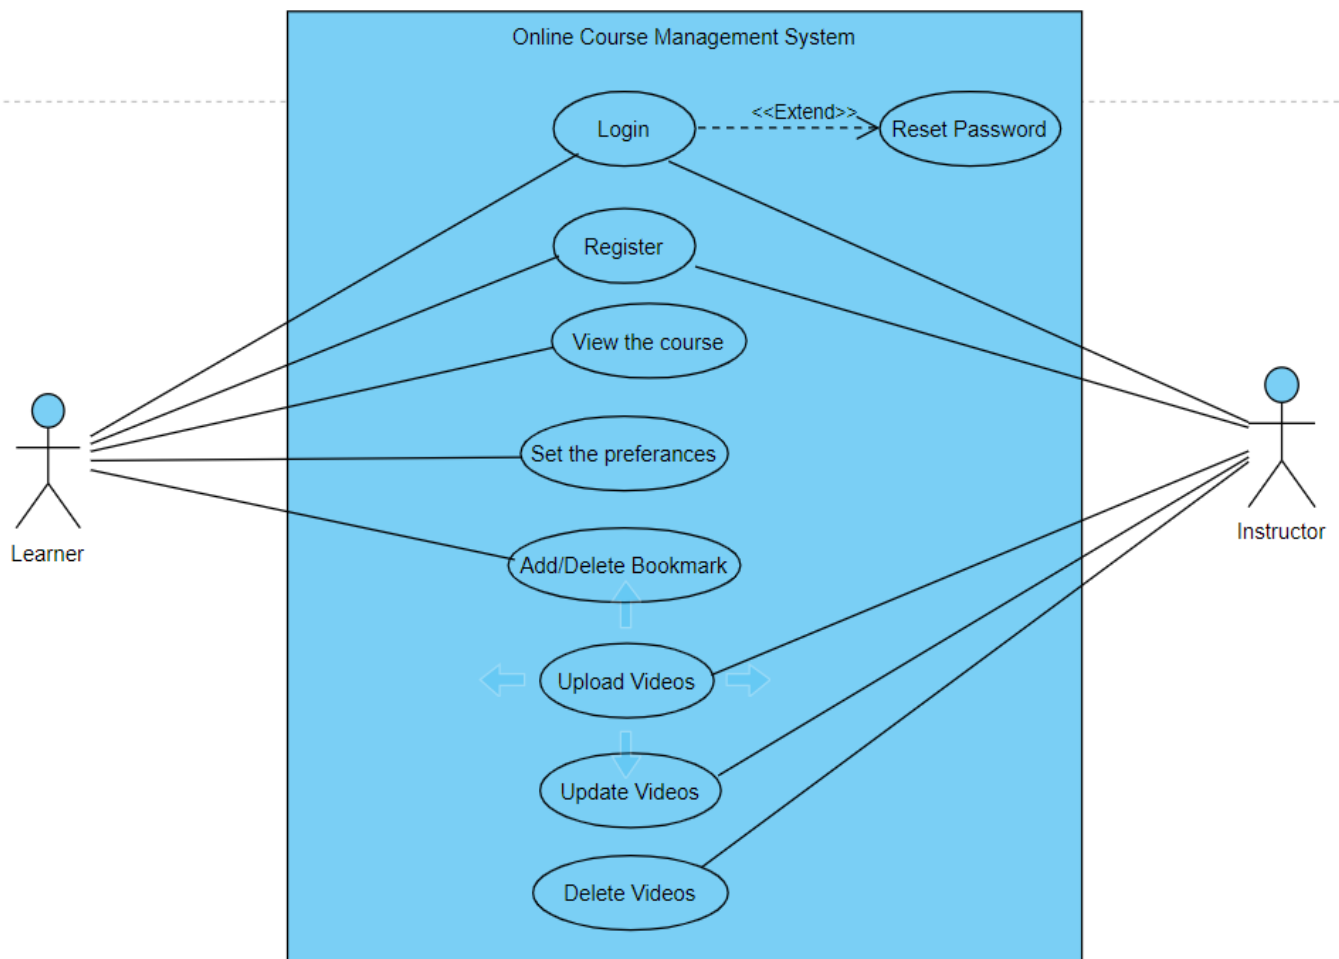 Online Course Management System
Login
<<Extend>>
Reset Password
Register
View the course
Set the preferances
Add/Delete Bookmark
Upload Videos
Update Videos
Delete Videos
Learner
Instructor